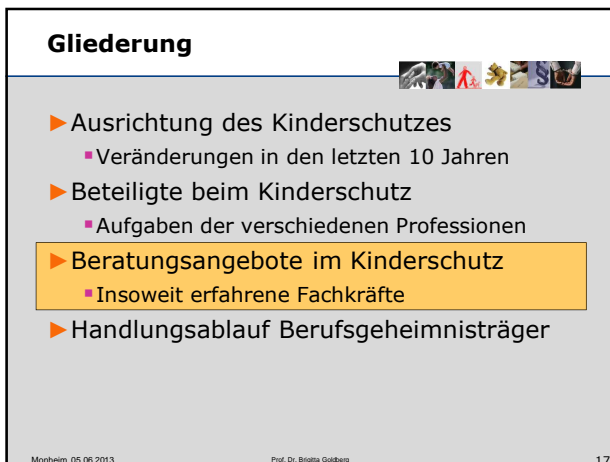 Gliederung
§
►Ausrichtung des Kinderschutzes
▪Veränderungen in den letzten 10 Jahren
►Beteiligte beim Kinderschutz
▪Aufgaben der verschiedenen Professionen
►Beratungsangebote im Kinderschutz
▪Insoweit erfahrene Fachkräfte
►Handlungsablauf Berufsgeheimnisträger
Monheim, 05.06.2013 Prof. Dr. Brigitta Goldberg 17